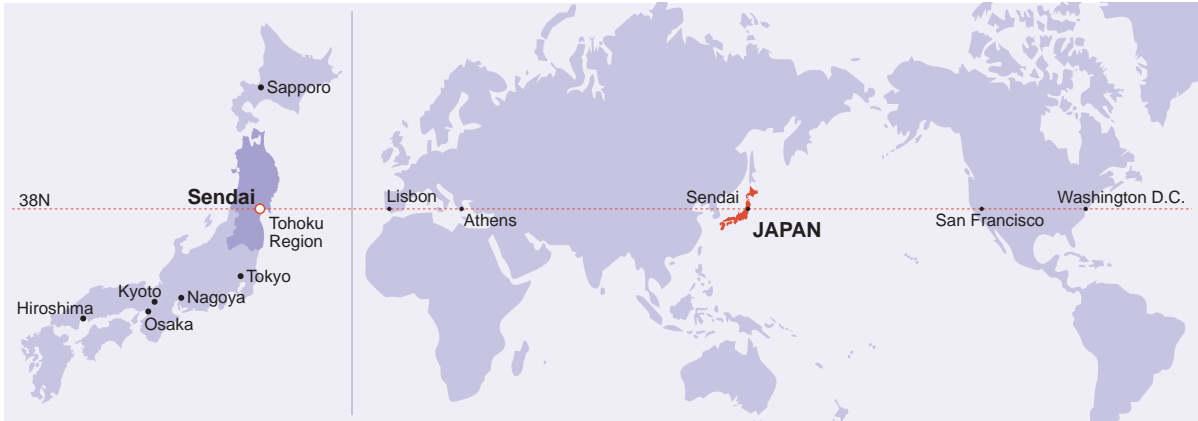 Sapporo
Sendai
38N
Tohoku
Region
Tokyo
Kyoto
Nagoya
Hiroshima
Osaka
Lisbon
Athens
Sendai
JAPAN
San Francisco
Washington D.C.